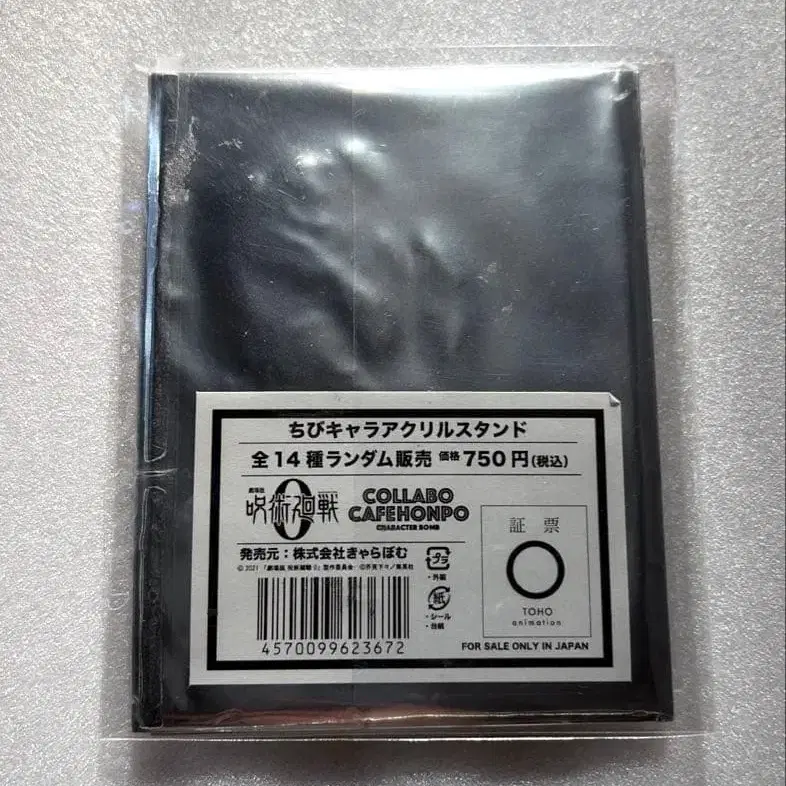 ちびキャラアクリルスタンド
全14種ランダム販売 価格 750円(税込)
劇場版
呪術廻戦
0
COLLABO
CAFEHONPO
CHARACTER BOMB
発売元：株式会社きゃらぼむ
© 2021 「劇場版 呪術廻戦 0」製作委員会 ©芥見下々／集英社
4570099623672
プラ
・外装
紙
・シール
・台紙
証票
TOHO
animation
FOR SALE ONLY IN JAPAN